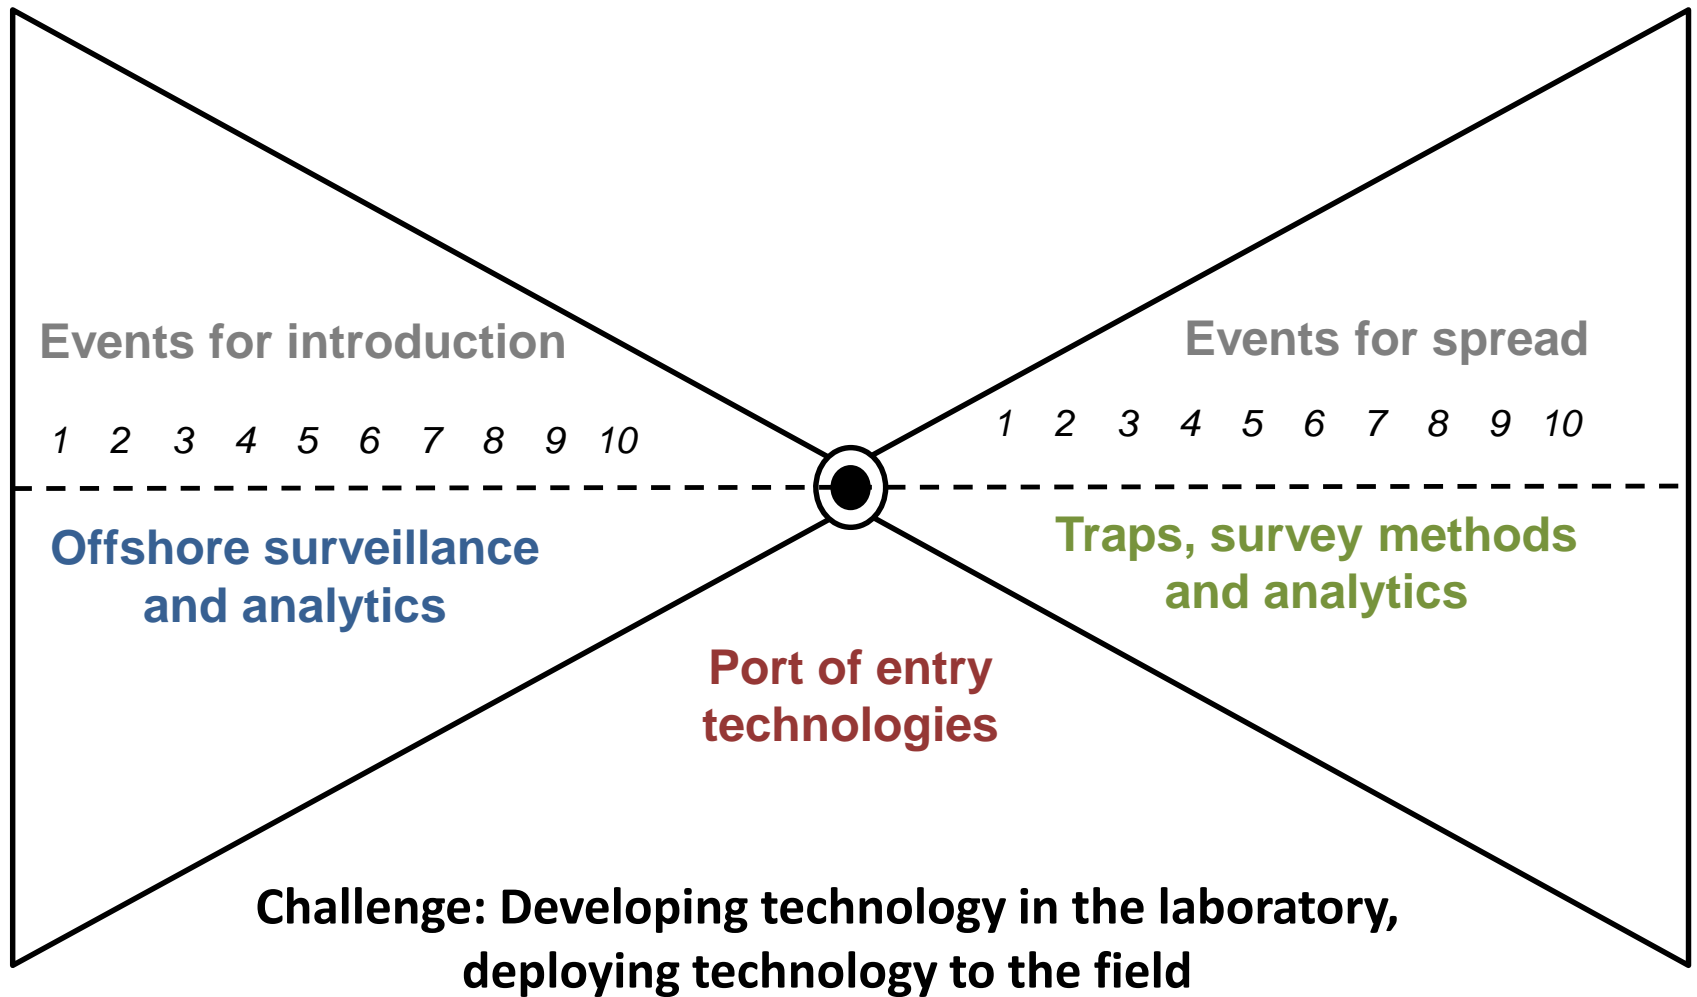 Events for introduction
1 2 3 4 5 6 7 8 9 10
Offshore surveillance
and analytics
Events for spread
1 2 3 4 5 6 7 8 9 10
Traps, survey methods
and analytics
Port of entry
technologies
Challenge: Developing technology in the laboratory,
deploying technology to the field